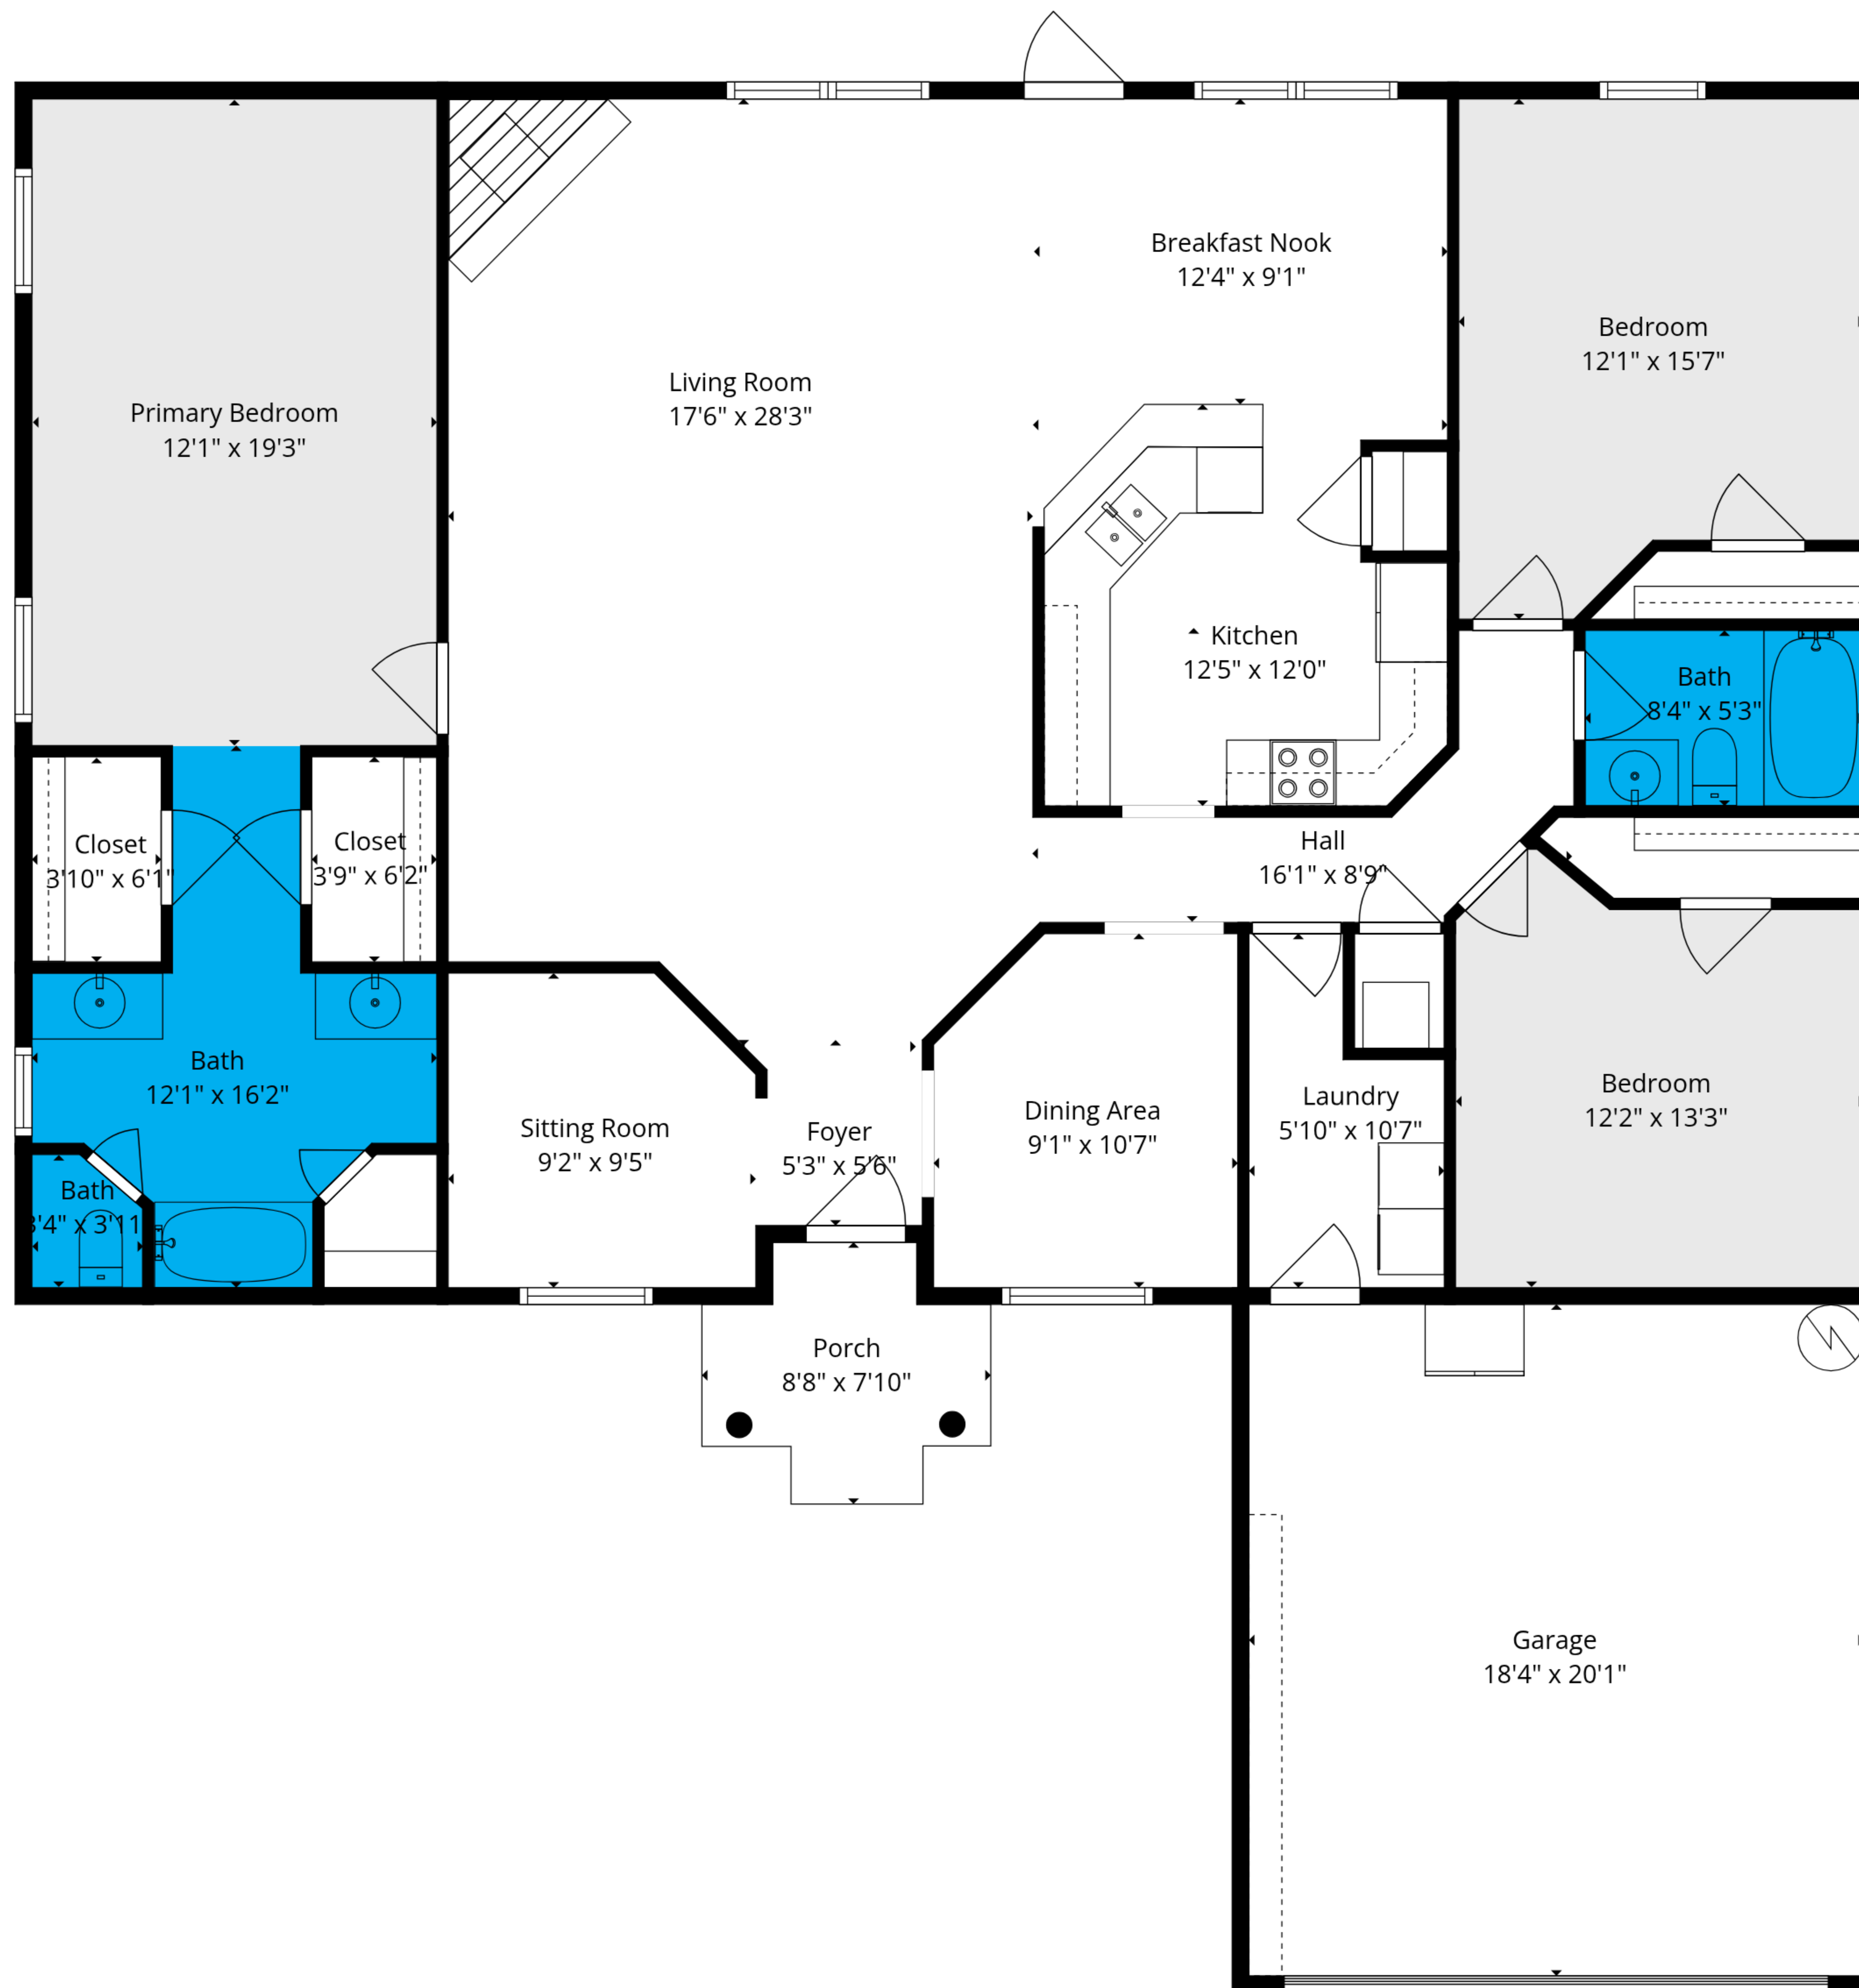 Breakfast Nook
12'4" x 9'1"
Bedroom
12'1" x 15'7"
Living Room
17'6" x 28'3"
Primary Bedroom
12'1" x 19'3"
Kitchen
12'5" x 12'0"
Bath
8'4" x 5'3"
Closet
3'10" x 6'1"
Closet
3'9" x 6'2"
Hall
16'1" x 8'9"
Bath
12'1" x 16'2"
Bedroom
12'2" x 13'3"
Laundry
5'10" x 10'7"
Dining Area
9'1" x 10'7"
Sitting Room
9'2" x 9'5"
Foyer
5'3" x 5'6"
Bath
x 3'11
Porch
8'8" x 7'10"
Garage
18'4" x 20'1"